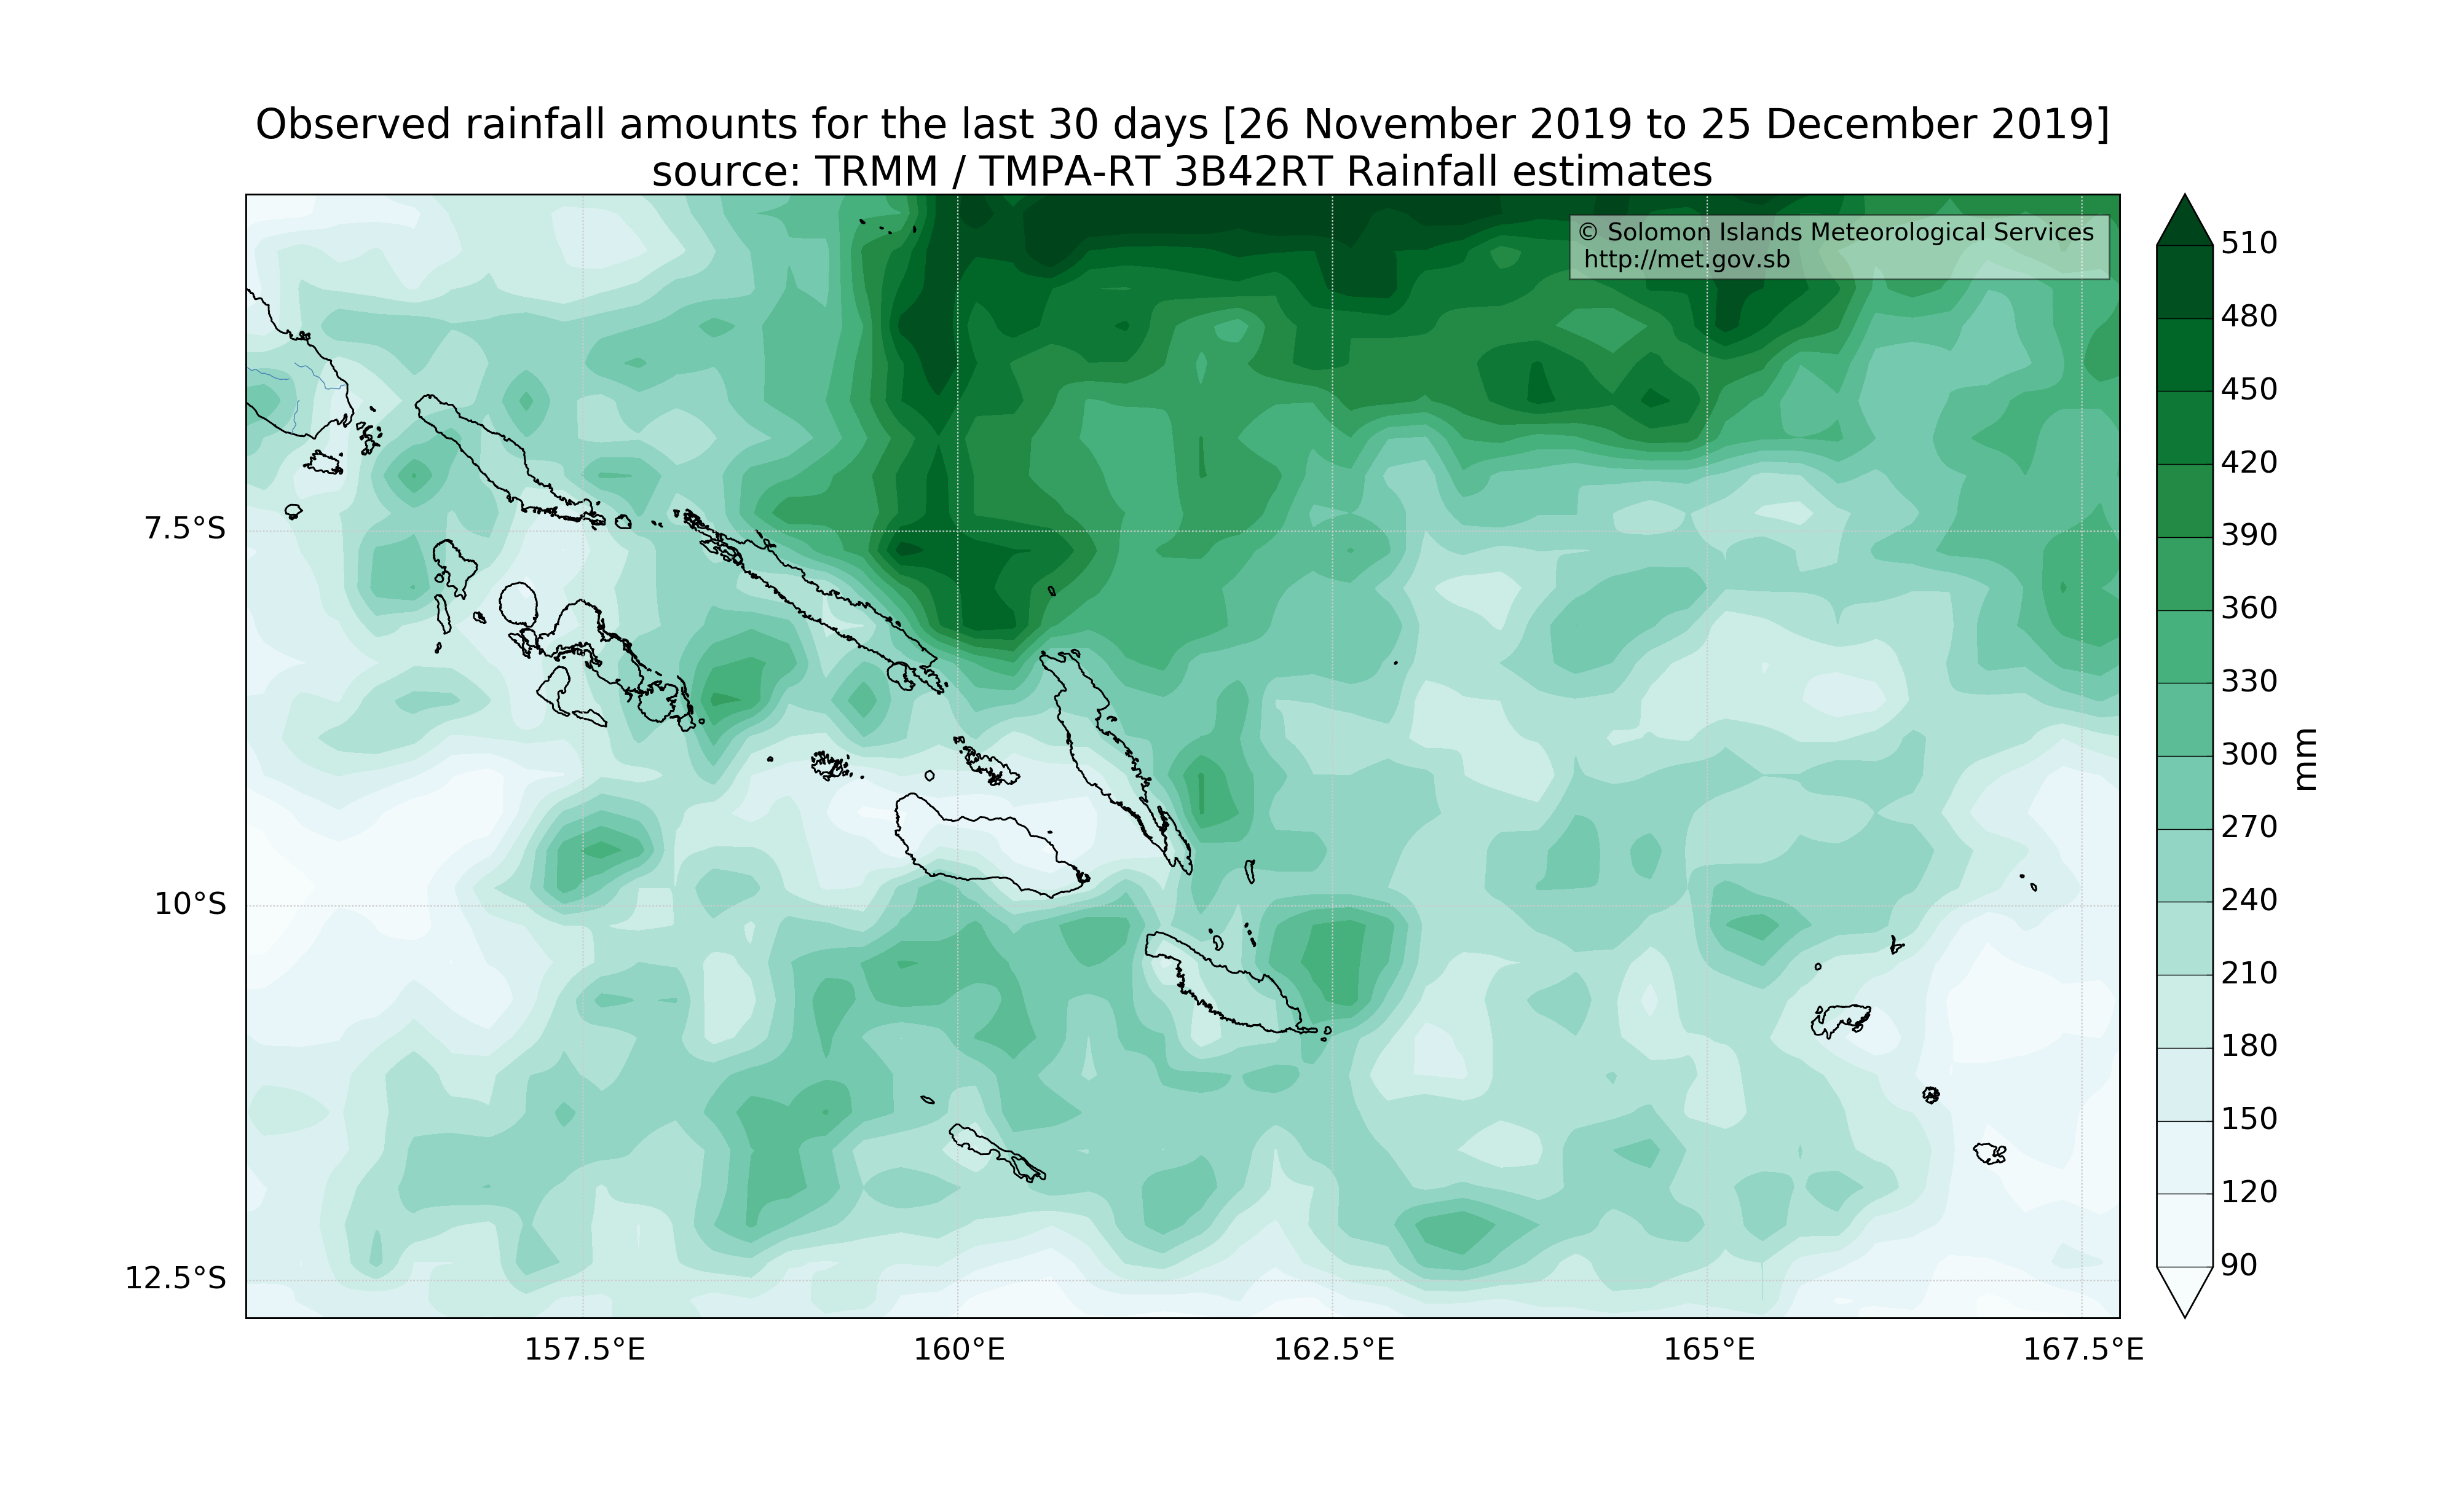 Observed rainfall amounts for the last 30 days [26 November 2019 to 25 December 2019]
source: TRMM / TMPA-RT 3B42RT Rainfall estimates
© Solomon Islands Meteorological Services
http://met.gov.sb
7.5°S
10°S
12.5°S
157.5°E
160°E
162.5°E
165°E
167.5°E
510
480
450
420
390
360
330
300
270
240
210
180
150
120
90
mm